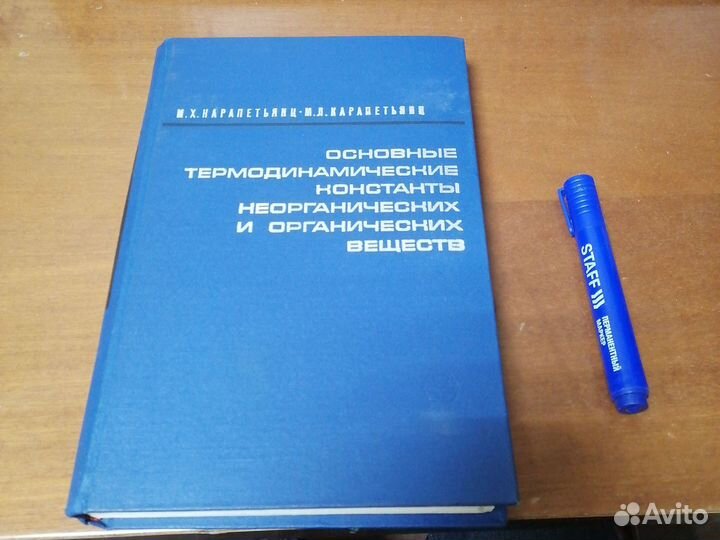 М.Х.КАРАПЕТЬЯНЦ·М.Л.КАРАПЕТЬЯНЦ
ОСНОВНЫЕ
ТЕРМОДИНАМИЧЕСКИЕ
КОНСТАНТЫ
НЕОРГАНИЧЕСКИХ
И ОРГАНИЧЕСКИХ
ВЕЩЕСТВ
STAFF
ПЕРМАНЕНТНЫЙ
МАРКЕР
Avito